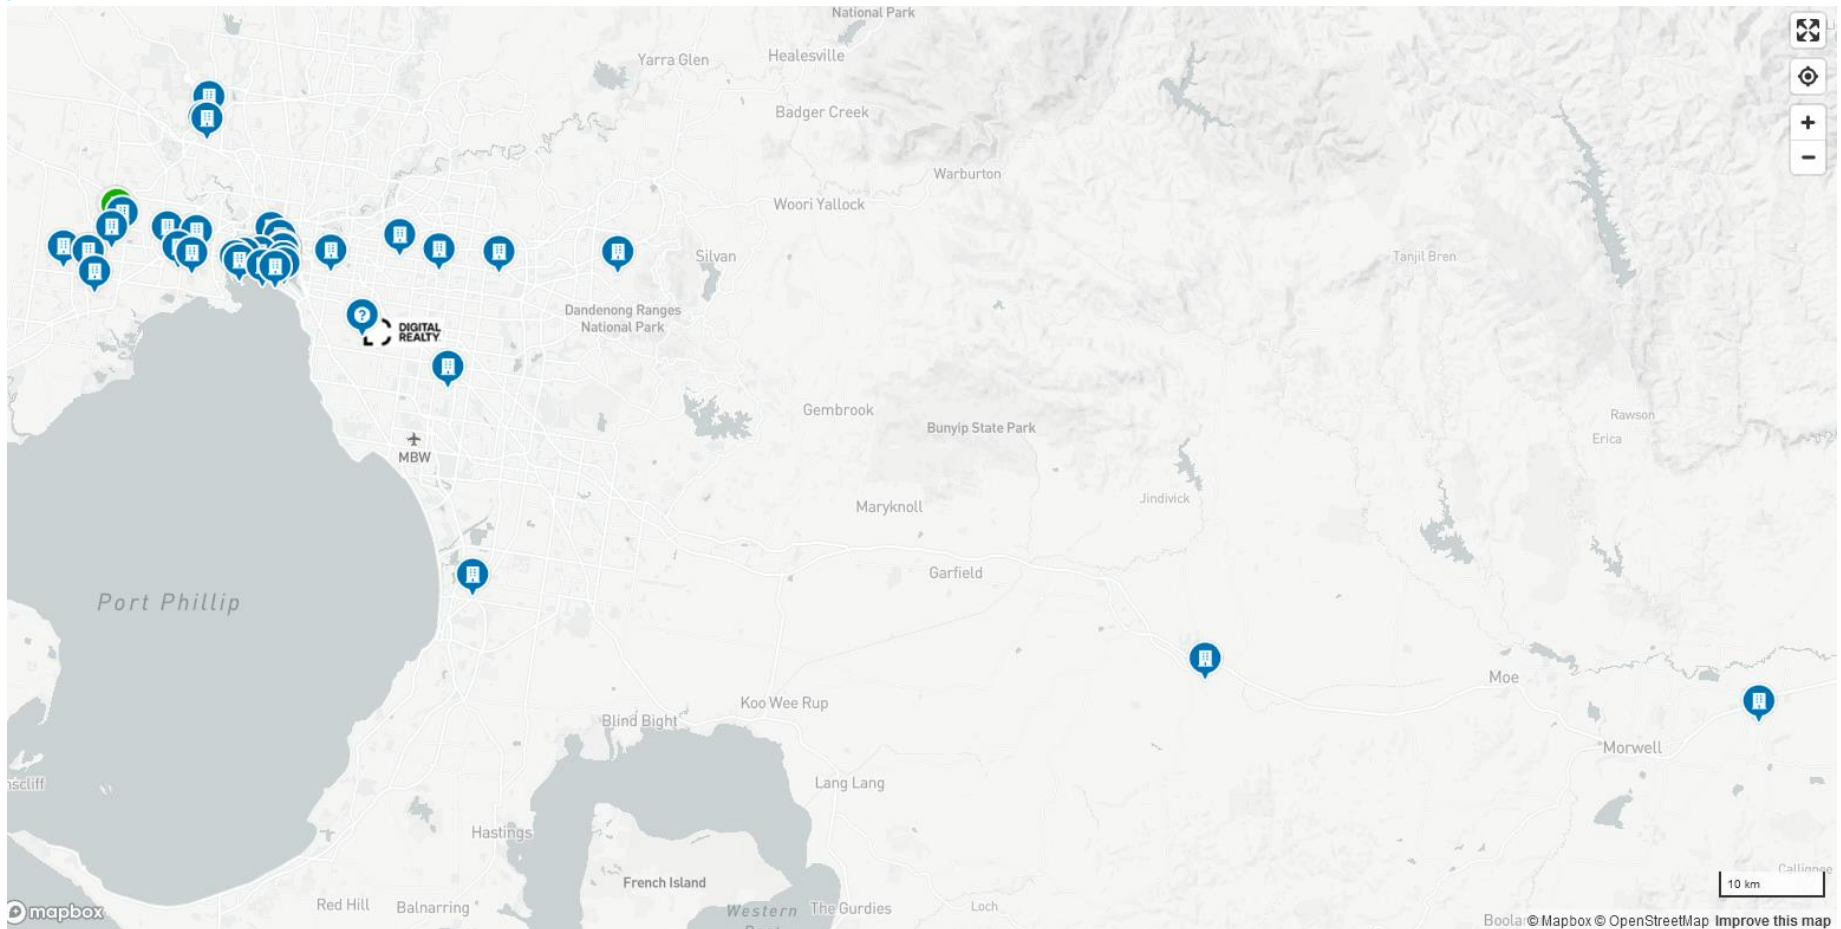 National Park
Yarra Glen
Healesville
Badger Creek
Warburton
Woori Yallock
Silvan
Tanjil Bren
Dandenong Ranges
National Park
?
DIGITAL
REALTY
Gembrook
Bunyip State Park
Rawson
Erica
MBW
Maryknoll
Jindivick
Garfield
Port Phillip
Moe
Koo Wee Rup
Blind Bight
Morwell
Lang Lang
Hastings
French Island
10 km
Red Hill
Balnarring
Western
The Gurdies
Loch
mapbox
© Mapbox © OpenStreetMap Improve this map